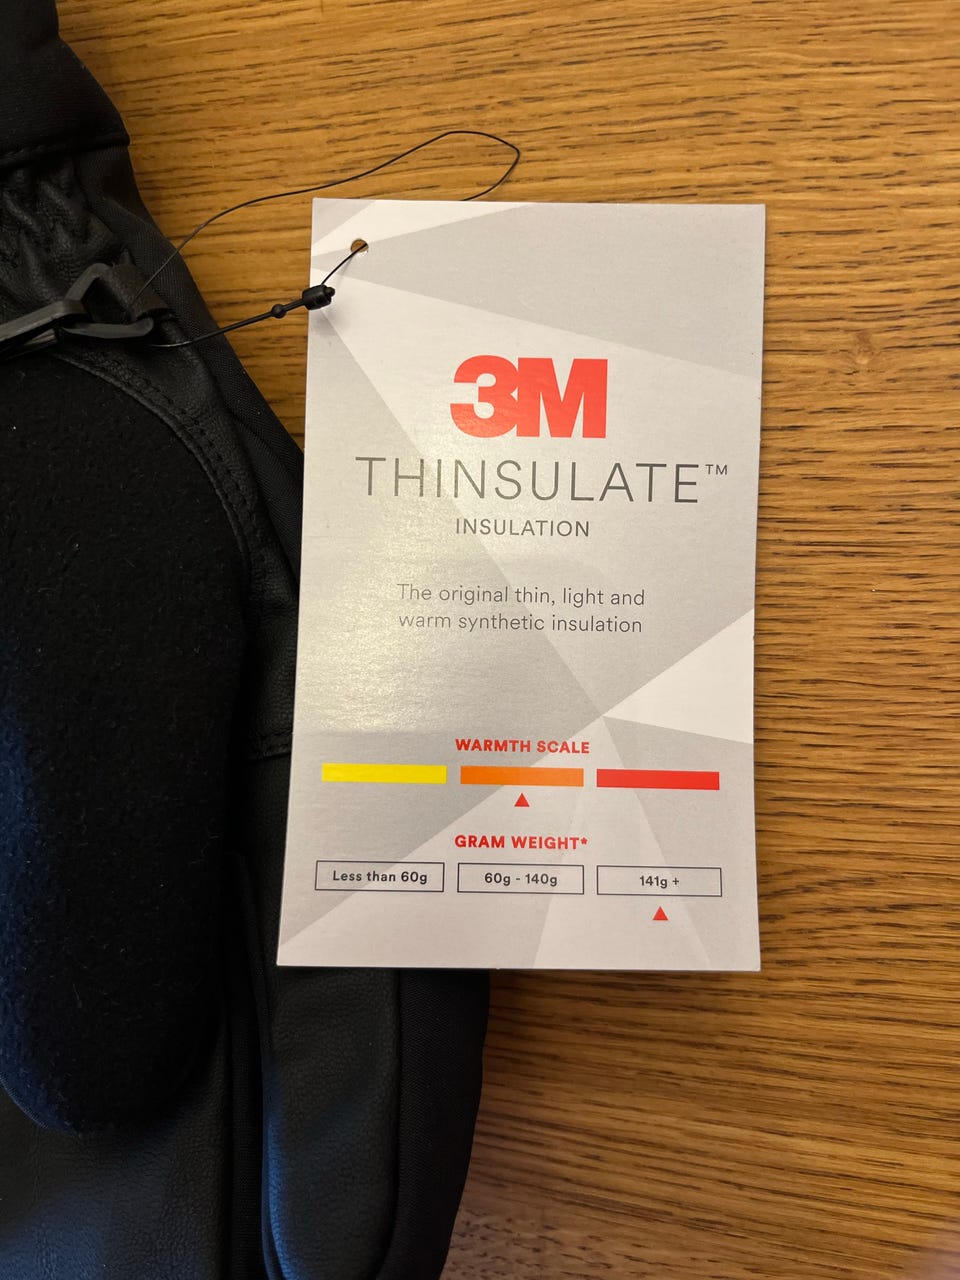 3M
THINSULATE™
INSULATION
The original thin, light and
warm synthetic insulation
WARMTH SCALE
GRAM WEIGHT*
Less than 60g 60g - 140g 141g +